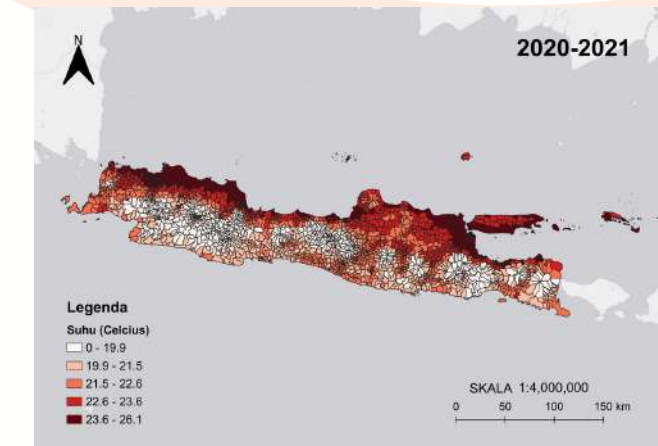 2020-2021
Legenda
Suhu (Celcius)
0 - 19.9
19.9 - 21.5
21.5 - 22.6
22.6 - 23.6
23.6 - 26.1
SKALA 1:4,000,000
0 50 100 150 km